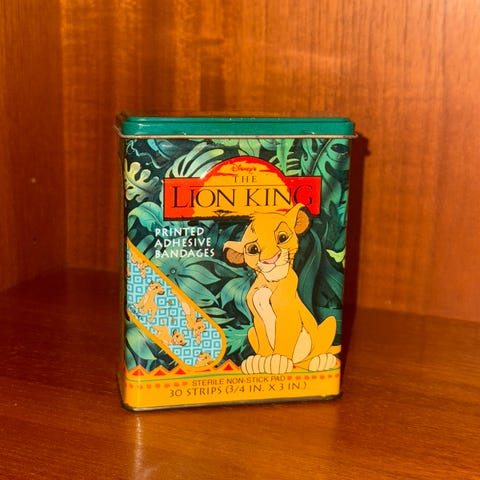 Disney's
THE
LION KING
PRINTED
ADHESIVE
BANDAGES
STERILE NON-STICK PAD
30 STRIPS (3/4 IN. X 3 IN.)